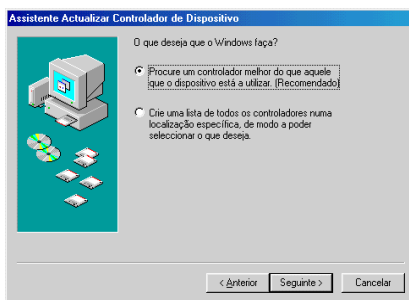 Assistente Actualizar Controlador de Dispositivo
O que deseja que o Windows faça?
Procure um controlador melhor do que aquele
que o dispositivo está a utilizar. (Recomendado)
Crie uma lista de todos os controladores numa
localização específica, de modo a poder
seleccionar o que deseja.
< Anterior
Seguinte >
Cancelar